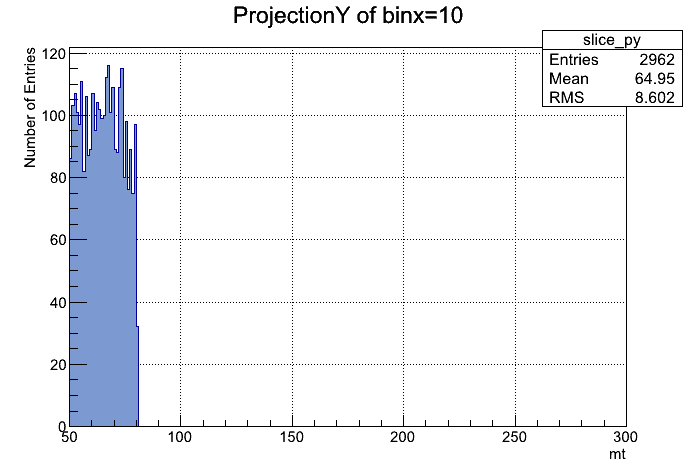 ProjectionY of binx=10
slice_py
Entries 2962
Mean 64.95
RMS 8.602
Number of Entries
120
100
80
60
40
20
0
50 100 150 200 250 300
mt